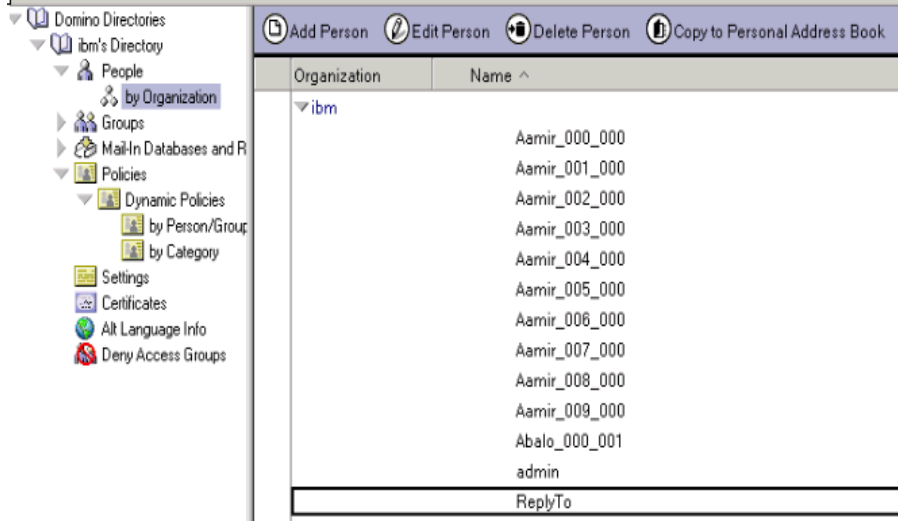 Domino Directories
ibm's Directory
People
by Organization
Groups
Mail-In Databases and R
Policies
Dynamic Policies
by Person/Group
by Category
Settings
Certificates
Alt Language Info
Deny Access Groups
Add Person Edit Person Delete Person Copy to Personal Address Book
Organization Name ^
ibm
Aamir_000_000
Aamir_001_000
Aamir_002_000
Aamir_003_000
Aamir_004_000
Aamir_005_000
Aamir_006_000
Aamir_007_000
Aamir_008_000
Aamir_009_000
Abalo_000_001
admin
ReplyTo